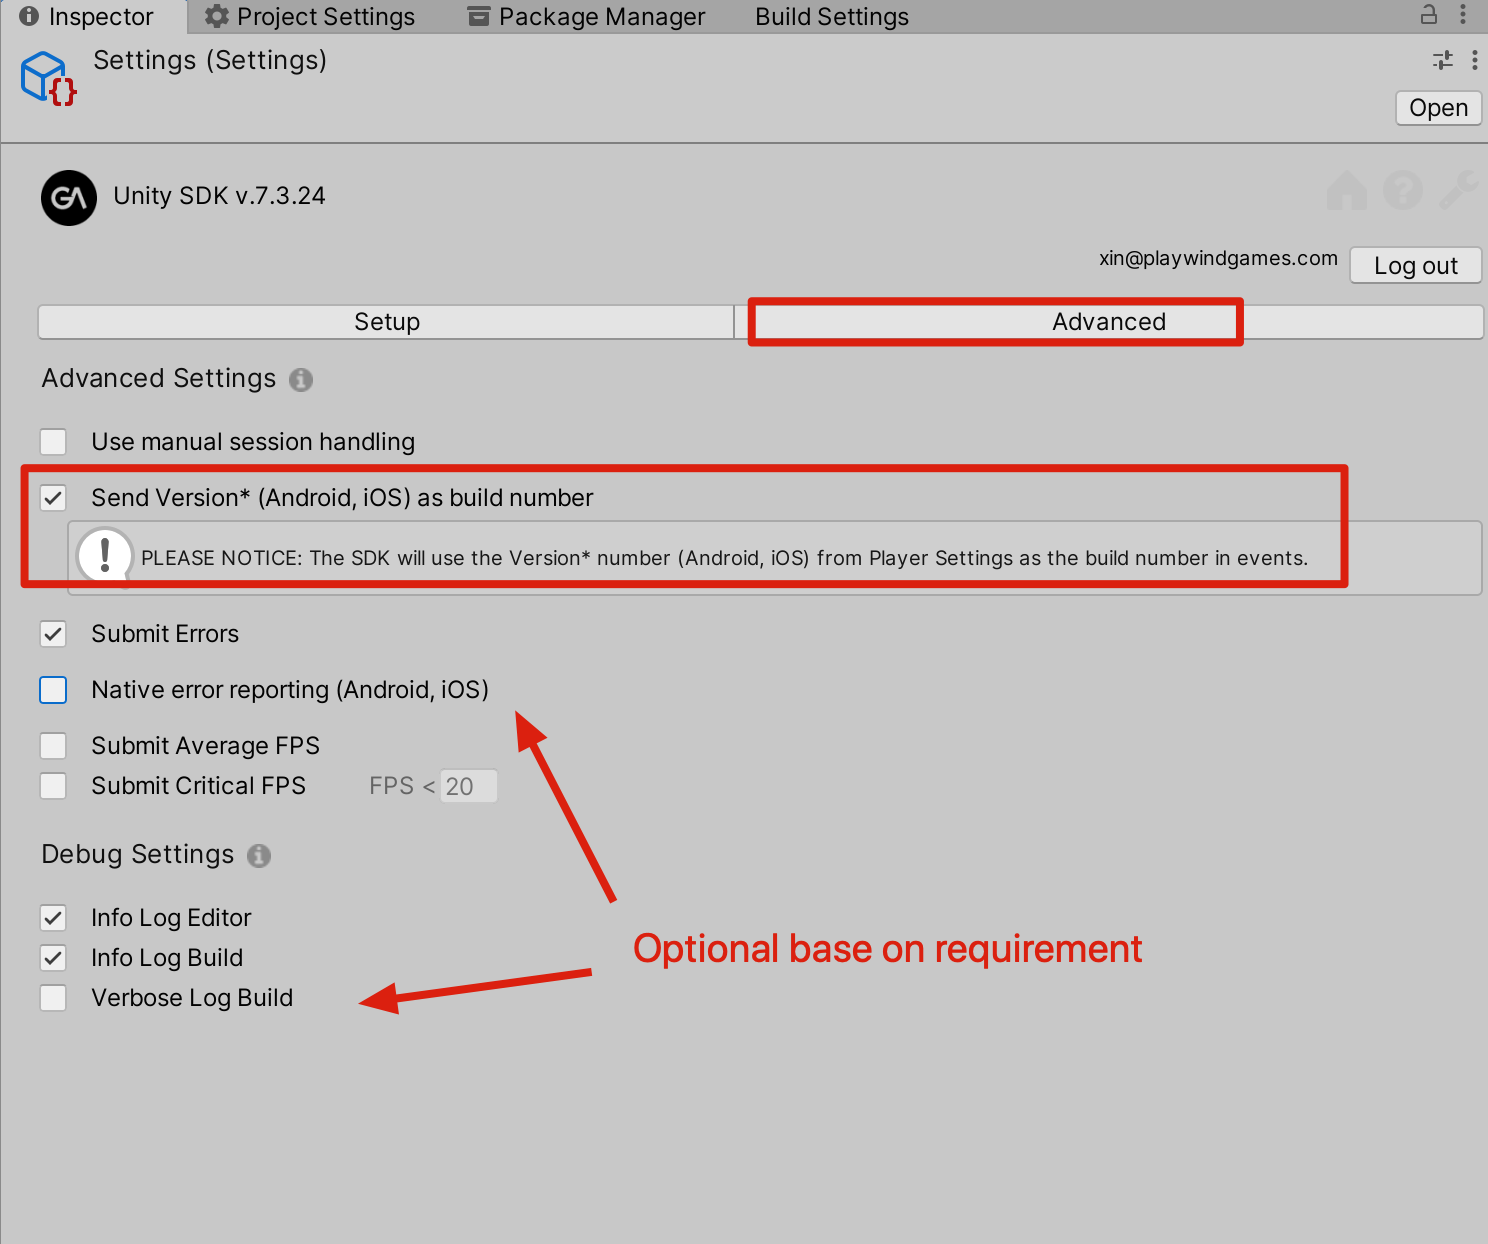 Inspector
Project Settings
Package Manager
Build Settings
Settings (Settings)
Open
GA
Unity SDK v.7.3.24
xin@playwindgames.com
Log out
Setup
Advanced
Advanced Settings
Use manual session handling
Send Version* (Android, iOS) as build number
PLEASE NOTICE: The SDK will use the Version* number (Android, iOS) from Player Settings as the build number in events.
Submit Errors
Native error reporting (Android, iOS)
Submit Average FPS
Submit Critical FPS FPS < 20
Debug Settings
Info Log Editor
Optional base on requirement
Info Log Build
Verbose Log Build